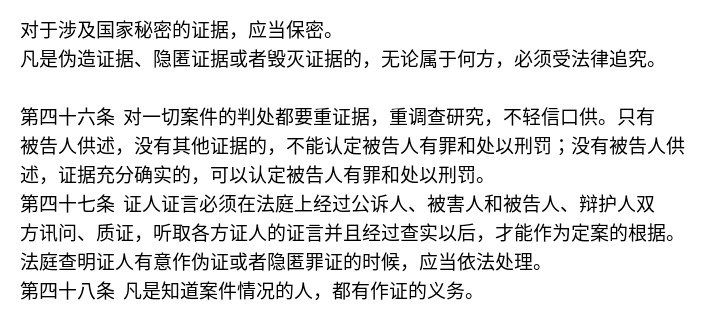 对于涉及国家秘密的证据，应当保密。
凡是伪造证据、隐匿证据或者毁灭证据的，无论属于何方，必须受法律追究。
第四十六条 对一切案件的判处都要重证据，重调查研究，不轻信口供。只有
被告人供述，没有其他证据的，不能认定被告人有罪和处以刑罚；没有被告人供
述，证据充分确实的，可以认定被告人有罪和处以刑罚。
第四十七条 证人证言必须在法庭上经过公诉人、被害人和被告人、辩护人双
方讯问、质证，听取各方证人的证言并且经过查实以后，才能作为定案的根据。
法庭查明证人有意作伪证或者隐匿罪证的时候，应当依法处理。
第四十八条 凡是知道案件情况的人，都有作证的义务。